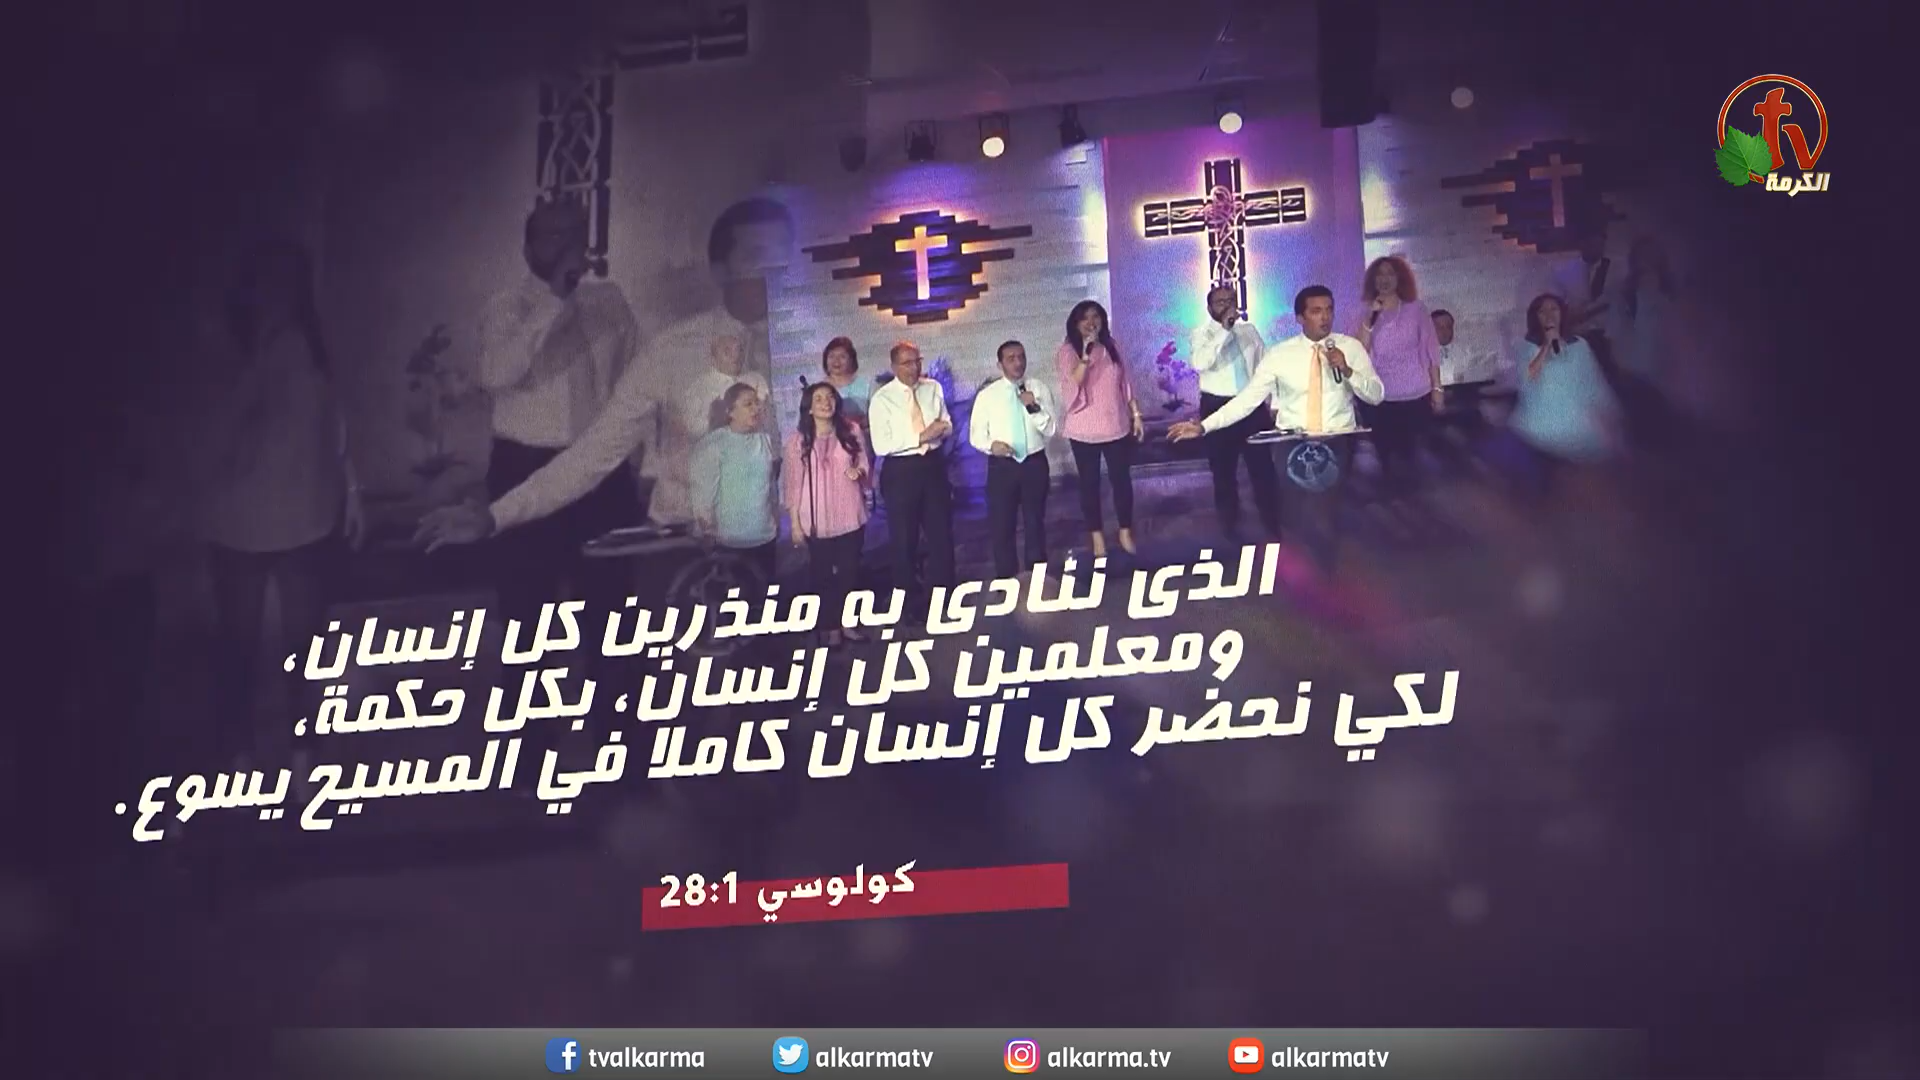 tv
الكرمة
الذى ننادى به منذرين كل إنسان،
ومعلمين كل إنسان، بكل حكمة،
لكي نحضر كل إنسان كاملا في المسيح يسوع.
كولوسي 28:1
tvalkarma
alkarmatv
alkarma.tv
alkarmatv